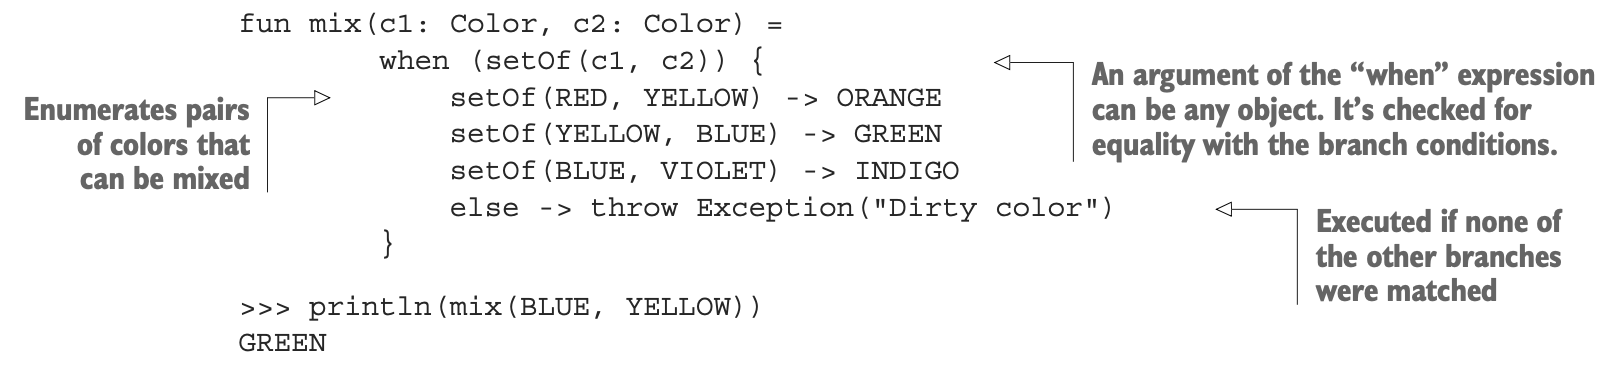 fun mix(c1: Color, c2: Color) =
when (setOf(c1, c2)) {
setOf(RED, YELLOW) -> ORANGE
setOf(YELLOW, BLUE) -> GREEN
setOf(BLUE, VIOLET) -> INDIGO
else -> throw Exception("Dirty color")
}
>>> println(mix(BLUE, YELLOW))
GREEN
Enumerates pairs
of colors that
can be mixed
An argument of the “when” expression
can be any object. It’s checked for
equality with the branch conditions.
Executed if none of
the other branches
were matched